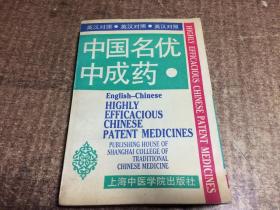 英汉对照●英汉对照●英汉对照
中国名优
中成药●
English-Chinese
HIGHLY
EFFICACIOUS
CHINESE
PATENT MEDICINES
PUBLISHING HOUSE OF
SHANGHAI COLLEGE OF
TRADITIONAL
CHINESE MEDICINE
上海中医学院出版社
HIGHLY EFFICACIOUS CHINESE PATENT MEDICINES